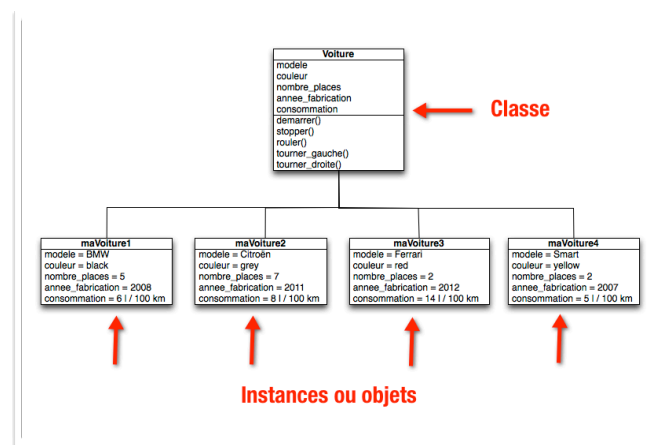 Voiture
modele
couleur
nombre_places
annee_fabrication
consommation
demarrer()
stopper()
rouler()
tourner_gauche()
tourner_droite()
Classe
maVoiture1
modele = BMW
couleur = black
nombre_places = 5
annee_fabrication = 2008
consommation = 6 l / 100 km
maVoiture2
modele = Citroën
couleur = grey
nombre_places = 7
annee_fabrication = 2011
consommation = 8 l / 100 km
maVoiture3
modele = Ferrari
couleur = red
nombre_places = 2
annee_fabrication = 2012
consommation = 14 l / 100 km
maVoiture4
modele = Smart
couleur = yellow
nombre_places = 2
annee_fabrication = 2007
consommation = 5 l / 100 km
Instances ou objets